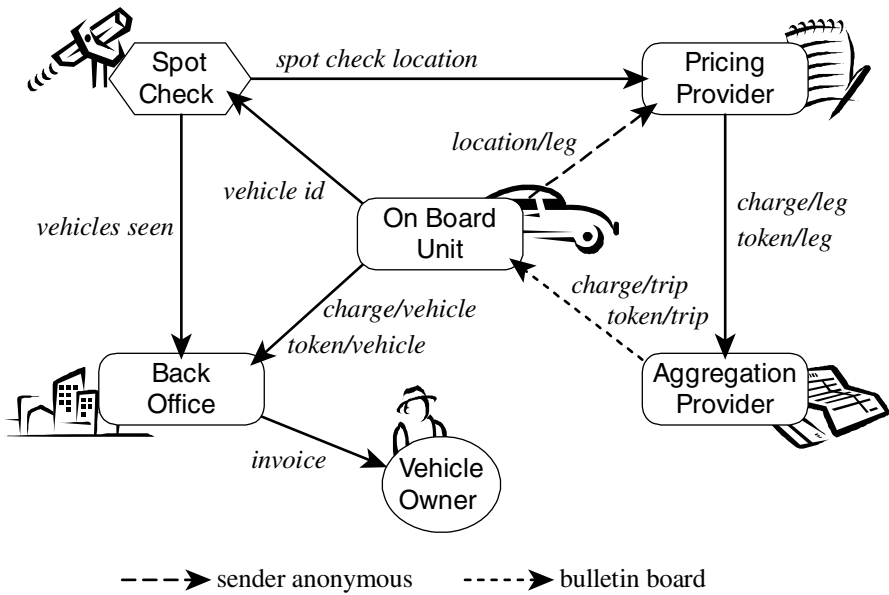 Spot
Check
spot check location
Pricing
Provider
location/leg
vehicle id
vehicles seen
On Board
Unit
charge/leg
token/leg
charge/trip
token/trip
charge/vehicle
token/vehicle
Back
Office
Aggregation
Provider
invoice
Vehicle
Owner
sender anonymous
bulletin board